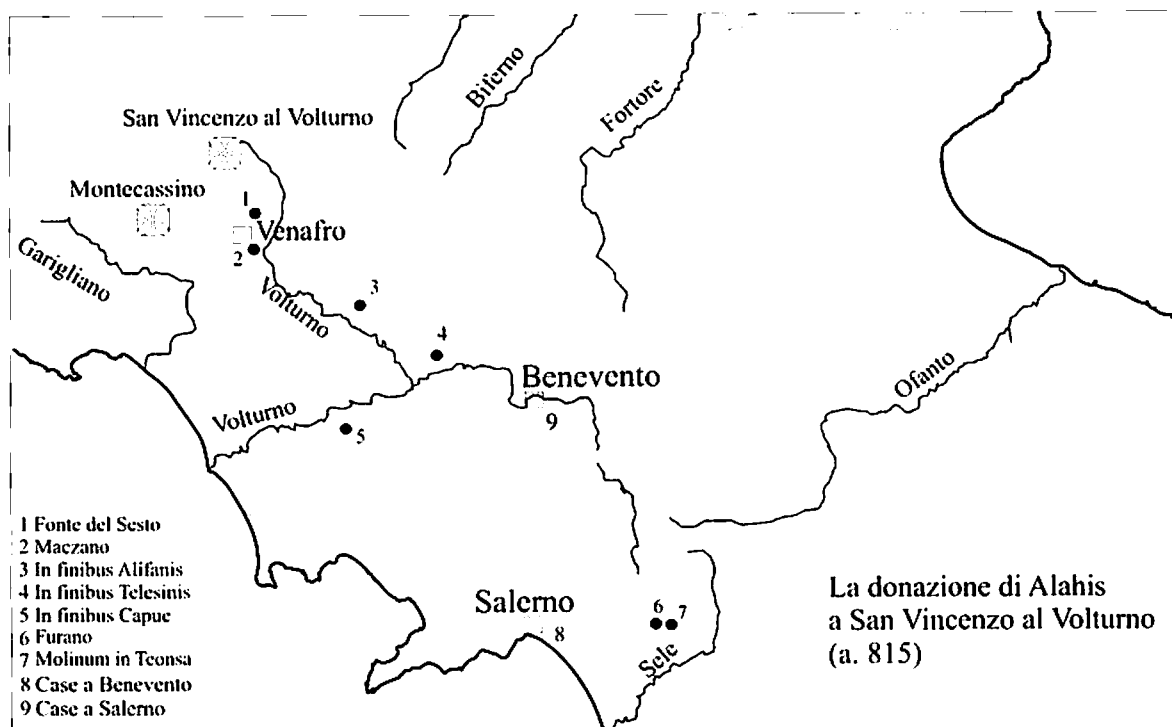 Biferno
Fortore
San Vincenzo al Volturno
Montecassino
1
Venafro
2
Garigliano
Volturno
3
4
Benevento
Ofanto
Volturno
9
5
1 Fonte del Sesto
2 Maczano
3 In finibus Alifanis
4 In finibus Telesinis
5 In finibus Capue
6 Furano
7 Molinum in Teonsa
8 Case a Benevento
9 Case a Salerno
Salerno
8
6
7
Sele
La donazione di Alahis
a San Vincenzo al Volturno
(a. 815)